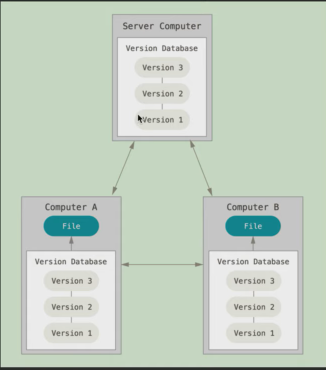 Server Computer
Version Database
Version 3
Version 2
Version 1
Computer A
File
Version Database
Version 3
Version 2
Version 1
Computer B
File
Version Database
Version 3
Version 2
Version 1